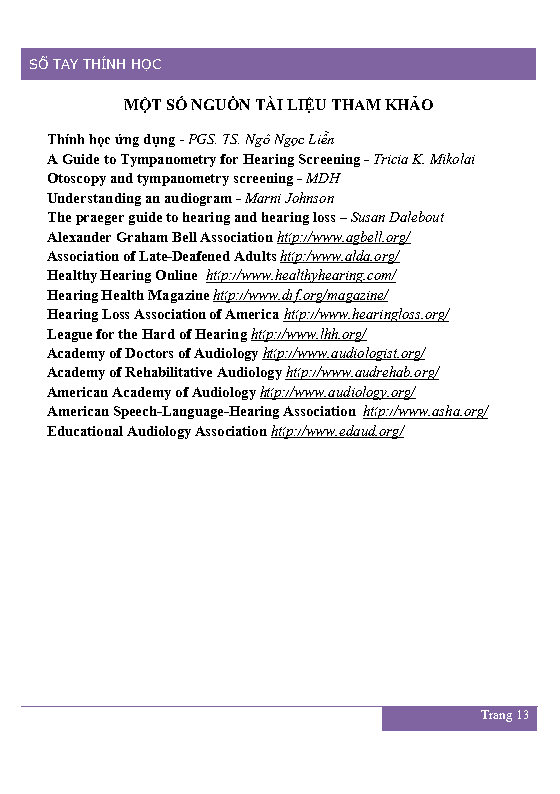 SỔ TAY THÍNH HỌC
MỘT SỐ NGUỒN TÀI LIỆU THAM KHẢO
Thính học ứng dụng - PGS. TS. Ngô Ngọc Liễn
A Guide to Tympanometry for Hearing Screening - Tricia K. Mikolai
Otoscopy and tympanometry screening - MDH
Understanding an audiogram - Marni Johnson
The praeger guide to hearing and hearing loss – Susan Dalebout
Alexander Graham Bell Association http://www.agbell.org/
Association of Late-Deafened Adults http://www.alda.org/
Healthy Hearing Online http://www.healthyhearing.com/
Hearing Health Magazine http://www.drf.org/magazine/
Hearing Loss Association of America http://www.hearingloss.org/
League for the Hard of Hearing http://www.lhh.org/
Academy of Doctors of Audiology http://www.audiologist.org/
Academy of Rehabilitative Audiology http://www.audrehab.org/
American Academy of Audiology http://www.audiology.org/
American Speech-Language-Hearing Association http://www.asha.org/
Educational Audiology Association http://www.edaud.org/
Trang 13